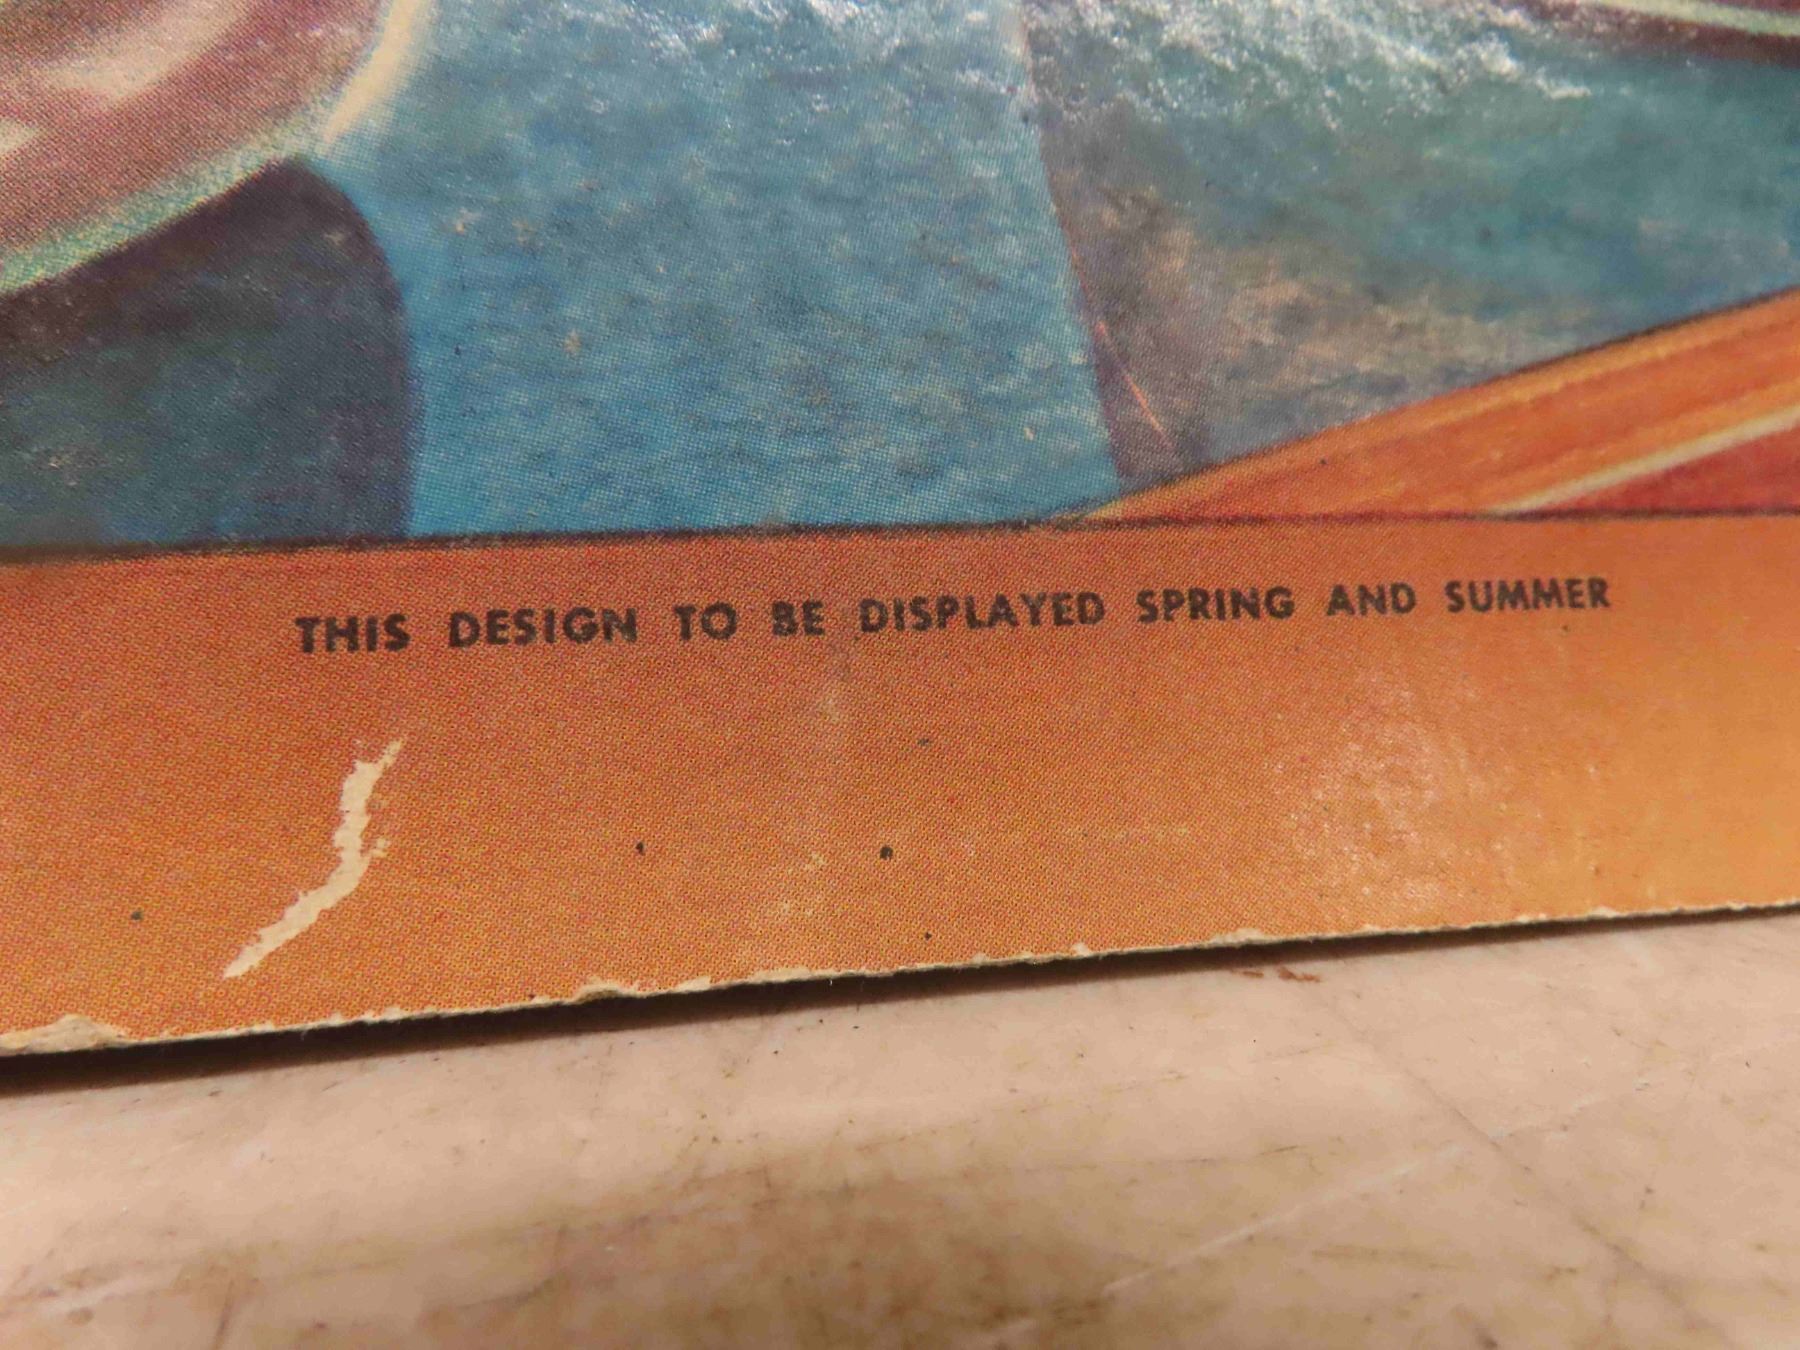 THIS DESIGN TO BE DISPLAYED SPRING AND SUMMER